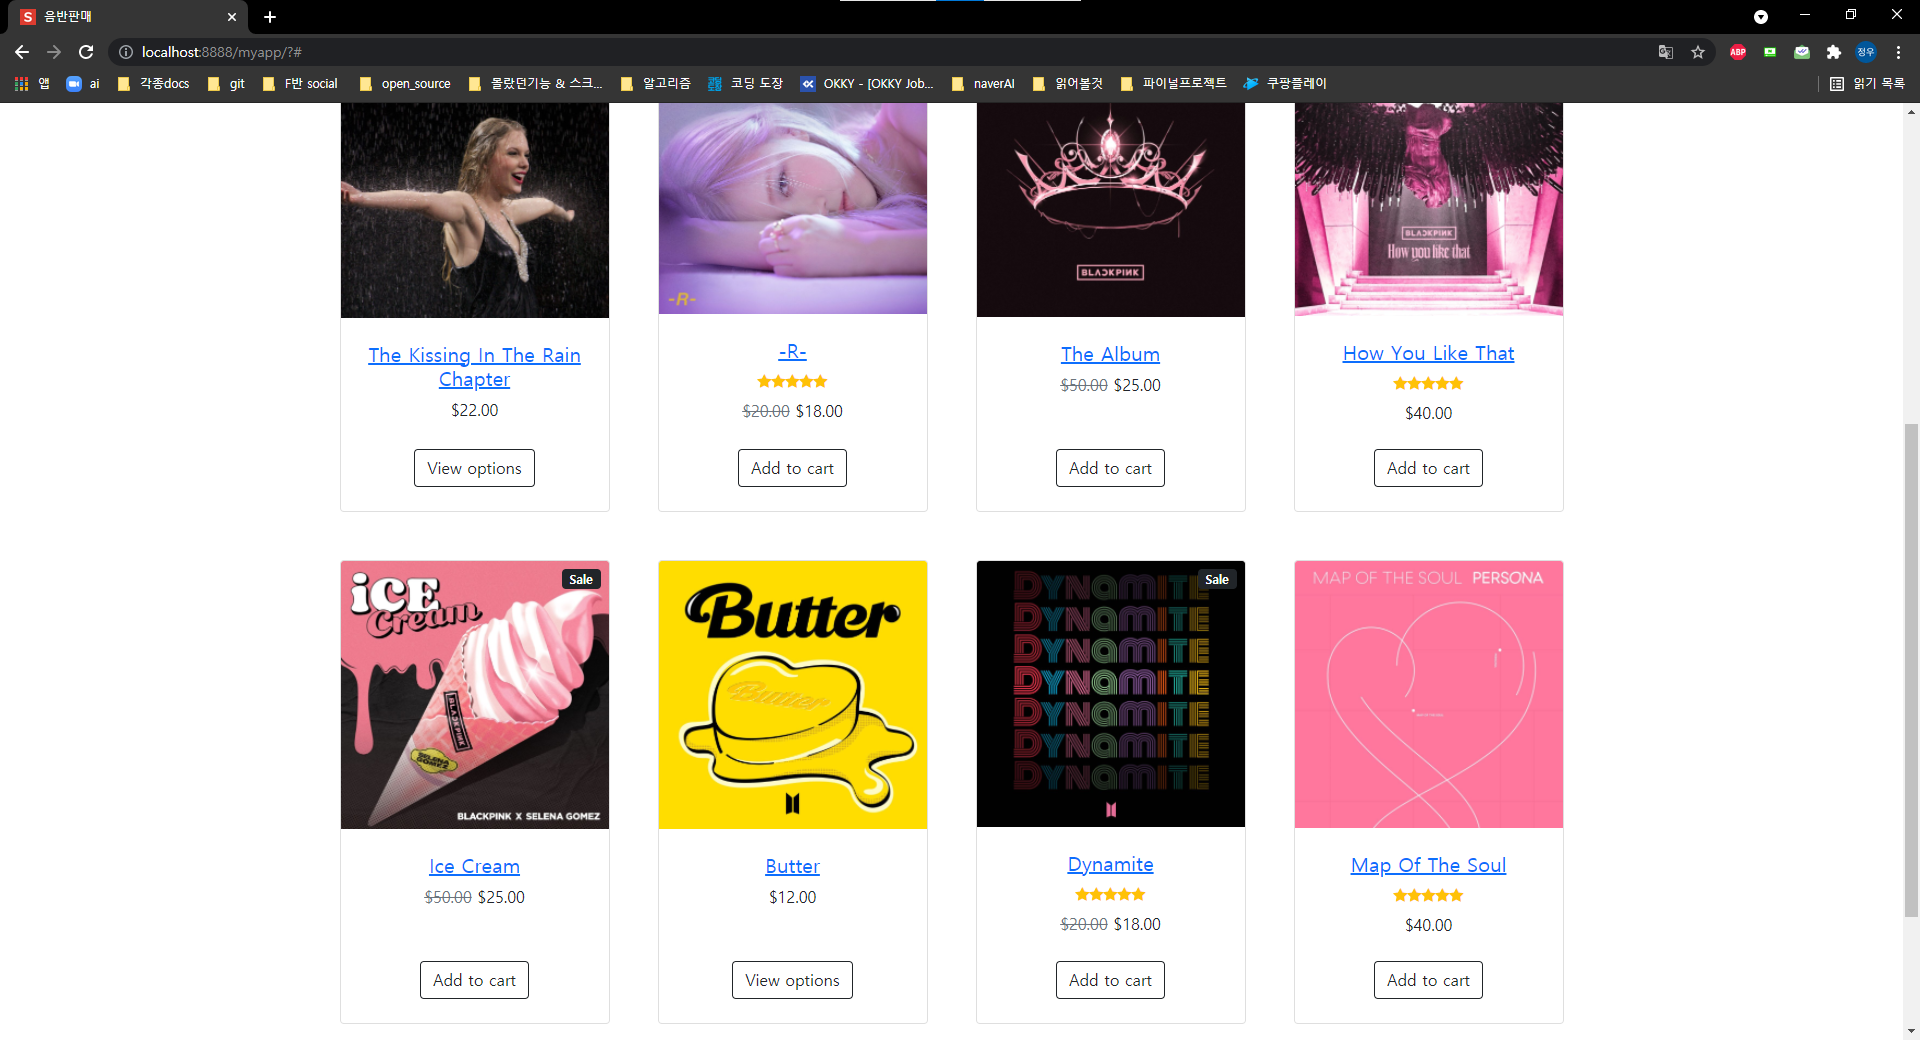 음반판매
localhost:8888/myapp/?#
ABP
정우
앱 ai 각종docs git F반 social open_source 몰랐던기능 & 스크... 알고리즘 코딩 도장 OKKY - [OKKY Job... naverAI 읽어볼것 파이널프로젝트 쿠팡플레이 읽기 목록
-R-
BLACKPINK
BLACKPINK
How you like that
The Kissing In The Rain
Chapter
$22.00
View options
-R-
$20.00 $18.00
Add to cart
The Album
$50.00 $25.00
Add to cart
How You Like That
$40.00
Add to cart
iCE
Cream
Sale
BLACKPINK
SELENA
GOMEZ
BLACKPINK X SELENA GOMEZ
Butter
Butter
Sale
DYNAMITE
DYNAMITE
DYNAMITE
DYNAMITE
DYNAMITE
DYNAMITE
DYNAMITE
MAP OF THE SOUL PERSONA
Ice Cream
$50.00 $25.00
Add to cart
Butter
$12.00
View options
Dynamite
$20.00 $18.00
Add to cart
Map Of The Soul
$40.00
Add to cart